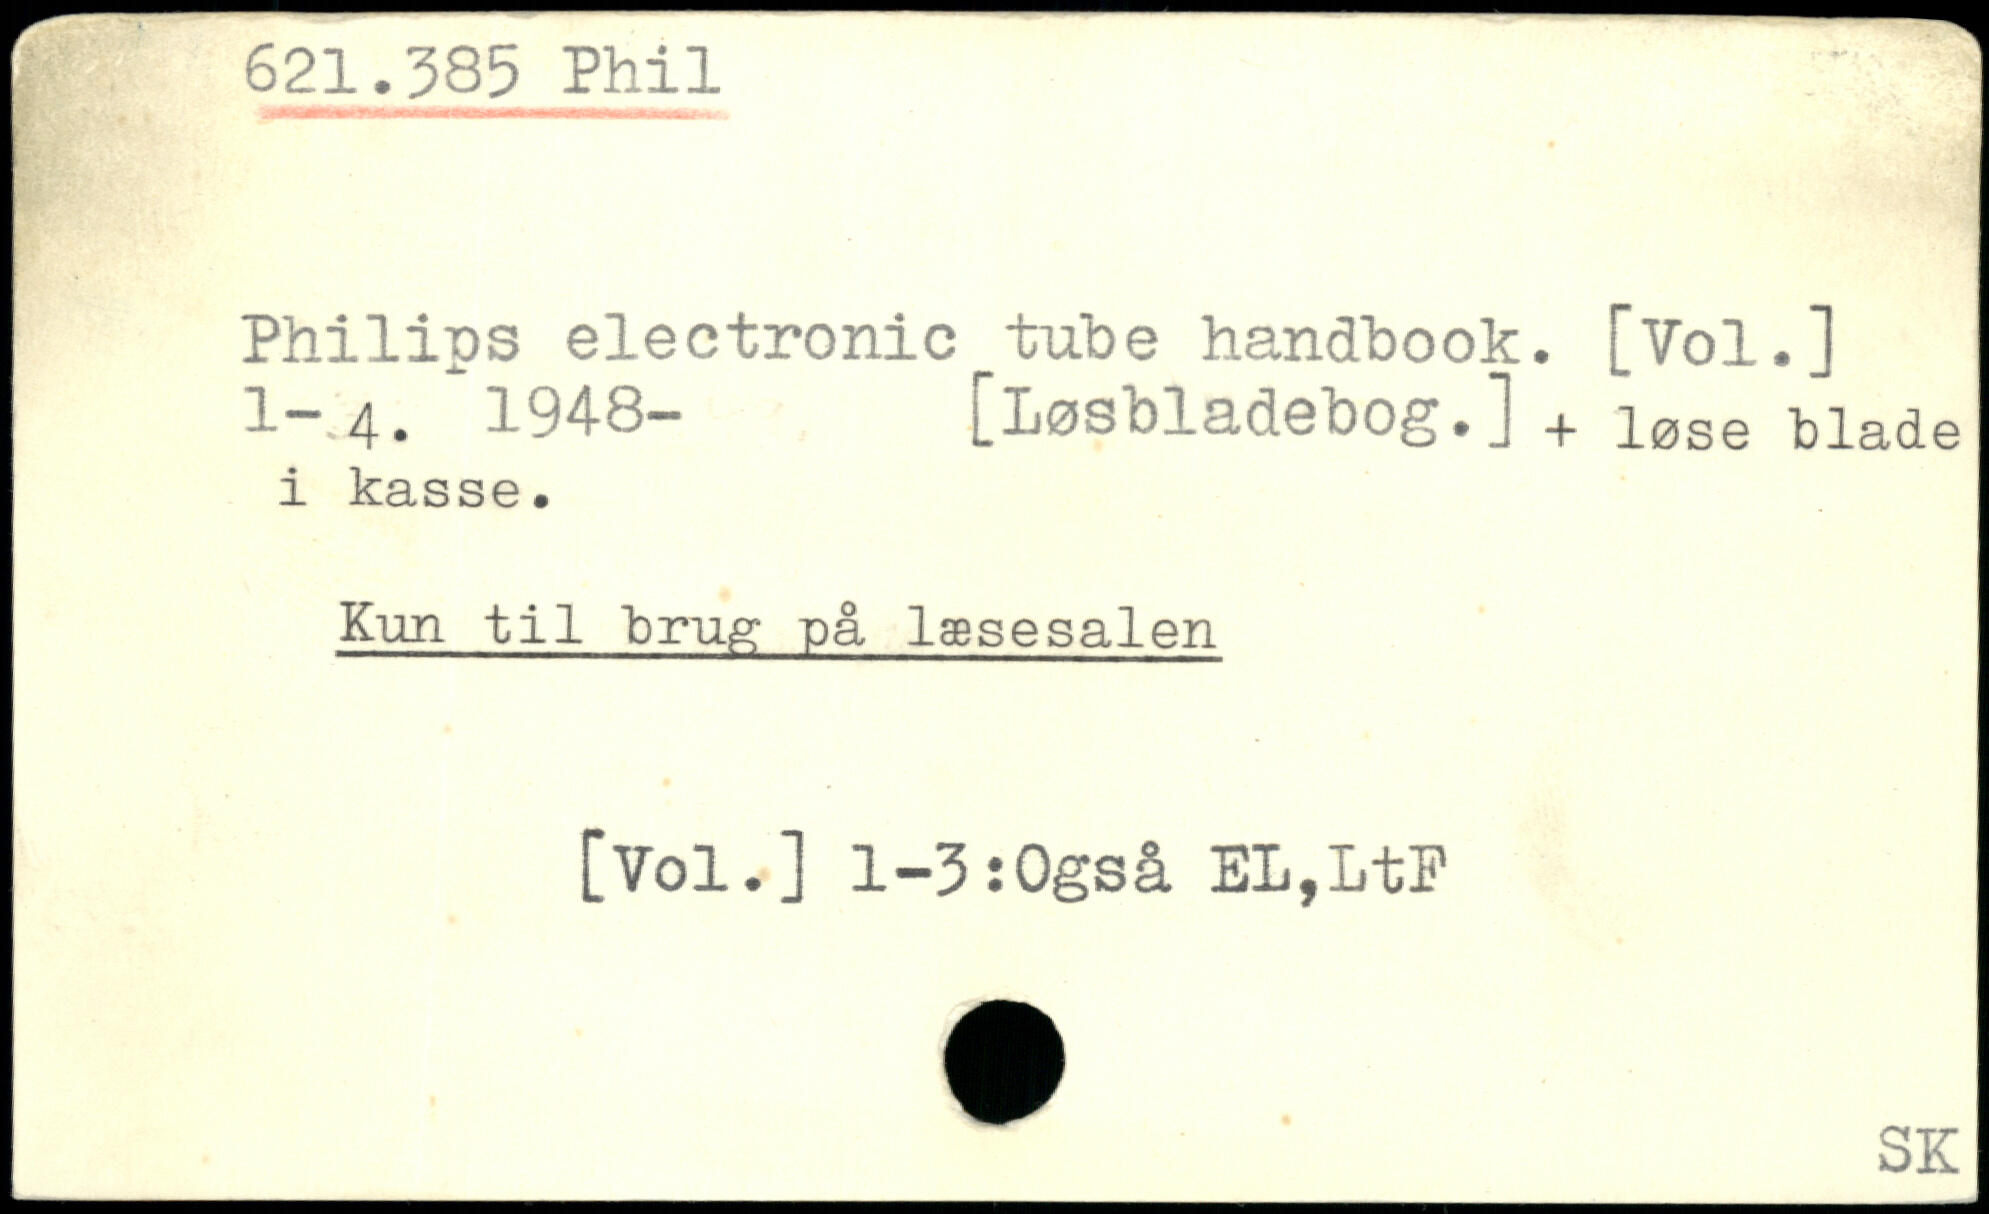 621.385 Phil
Philips electronic tube handbook. [Vol.]
1- 4. 1948- [Løsbladebog.] + løse blade
i kasse.
Kun til brug på læsesalen
[Vol.] 1-3:Også EL,LtF
SK